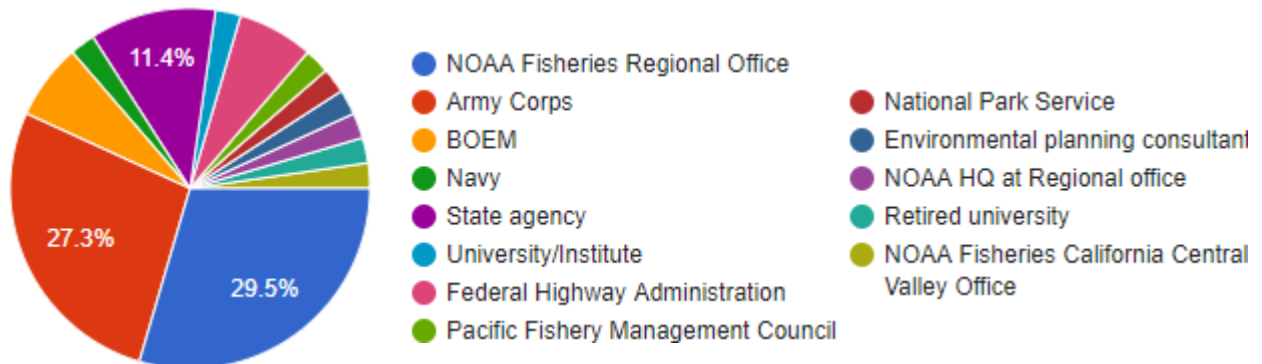 11.4%
27.3%
29.5%
NOAA Fisheries Regional Office
Army Corps
BOEM
Navy
State agency
University/Institute
Federal Highway Administration
Pacific Fishery Management Council
National Park Service
Environmental planning consultant
NOAA HQ at Regional office
Retired university
NOAA Fisheries California Central
Valley Office